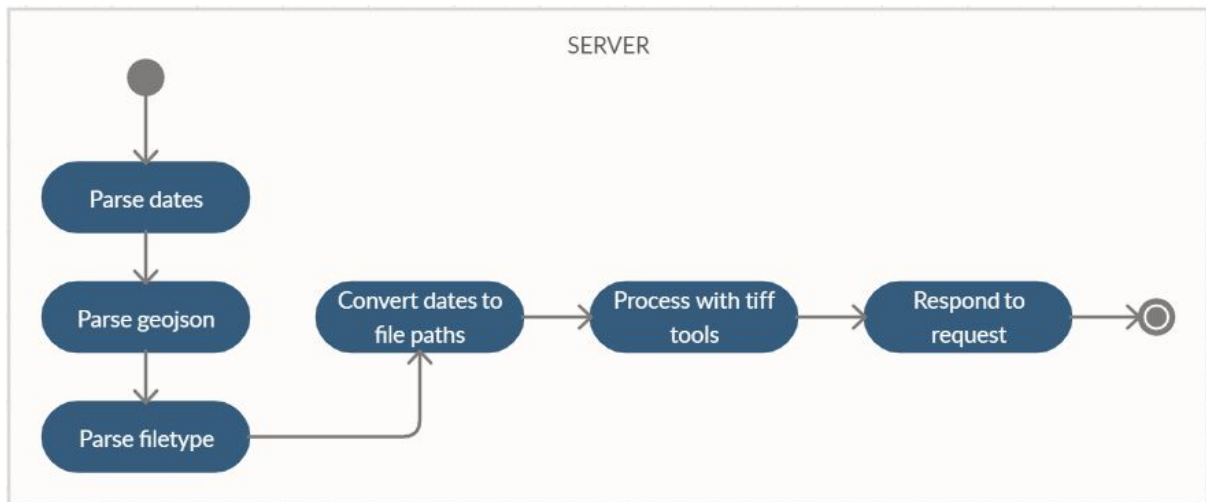 SERVER
Parse dates
Parse geojson
Parse filetype
Convert dates to
file paths
Process with tiff
tools
Respond to
request